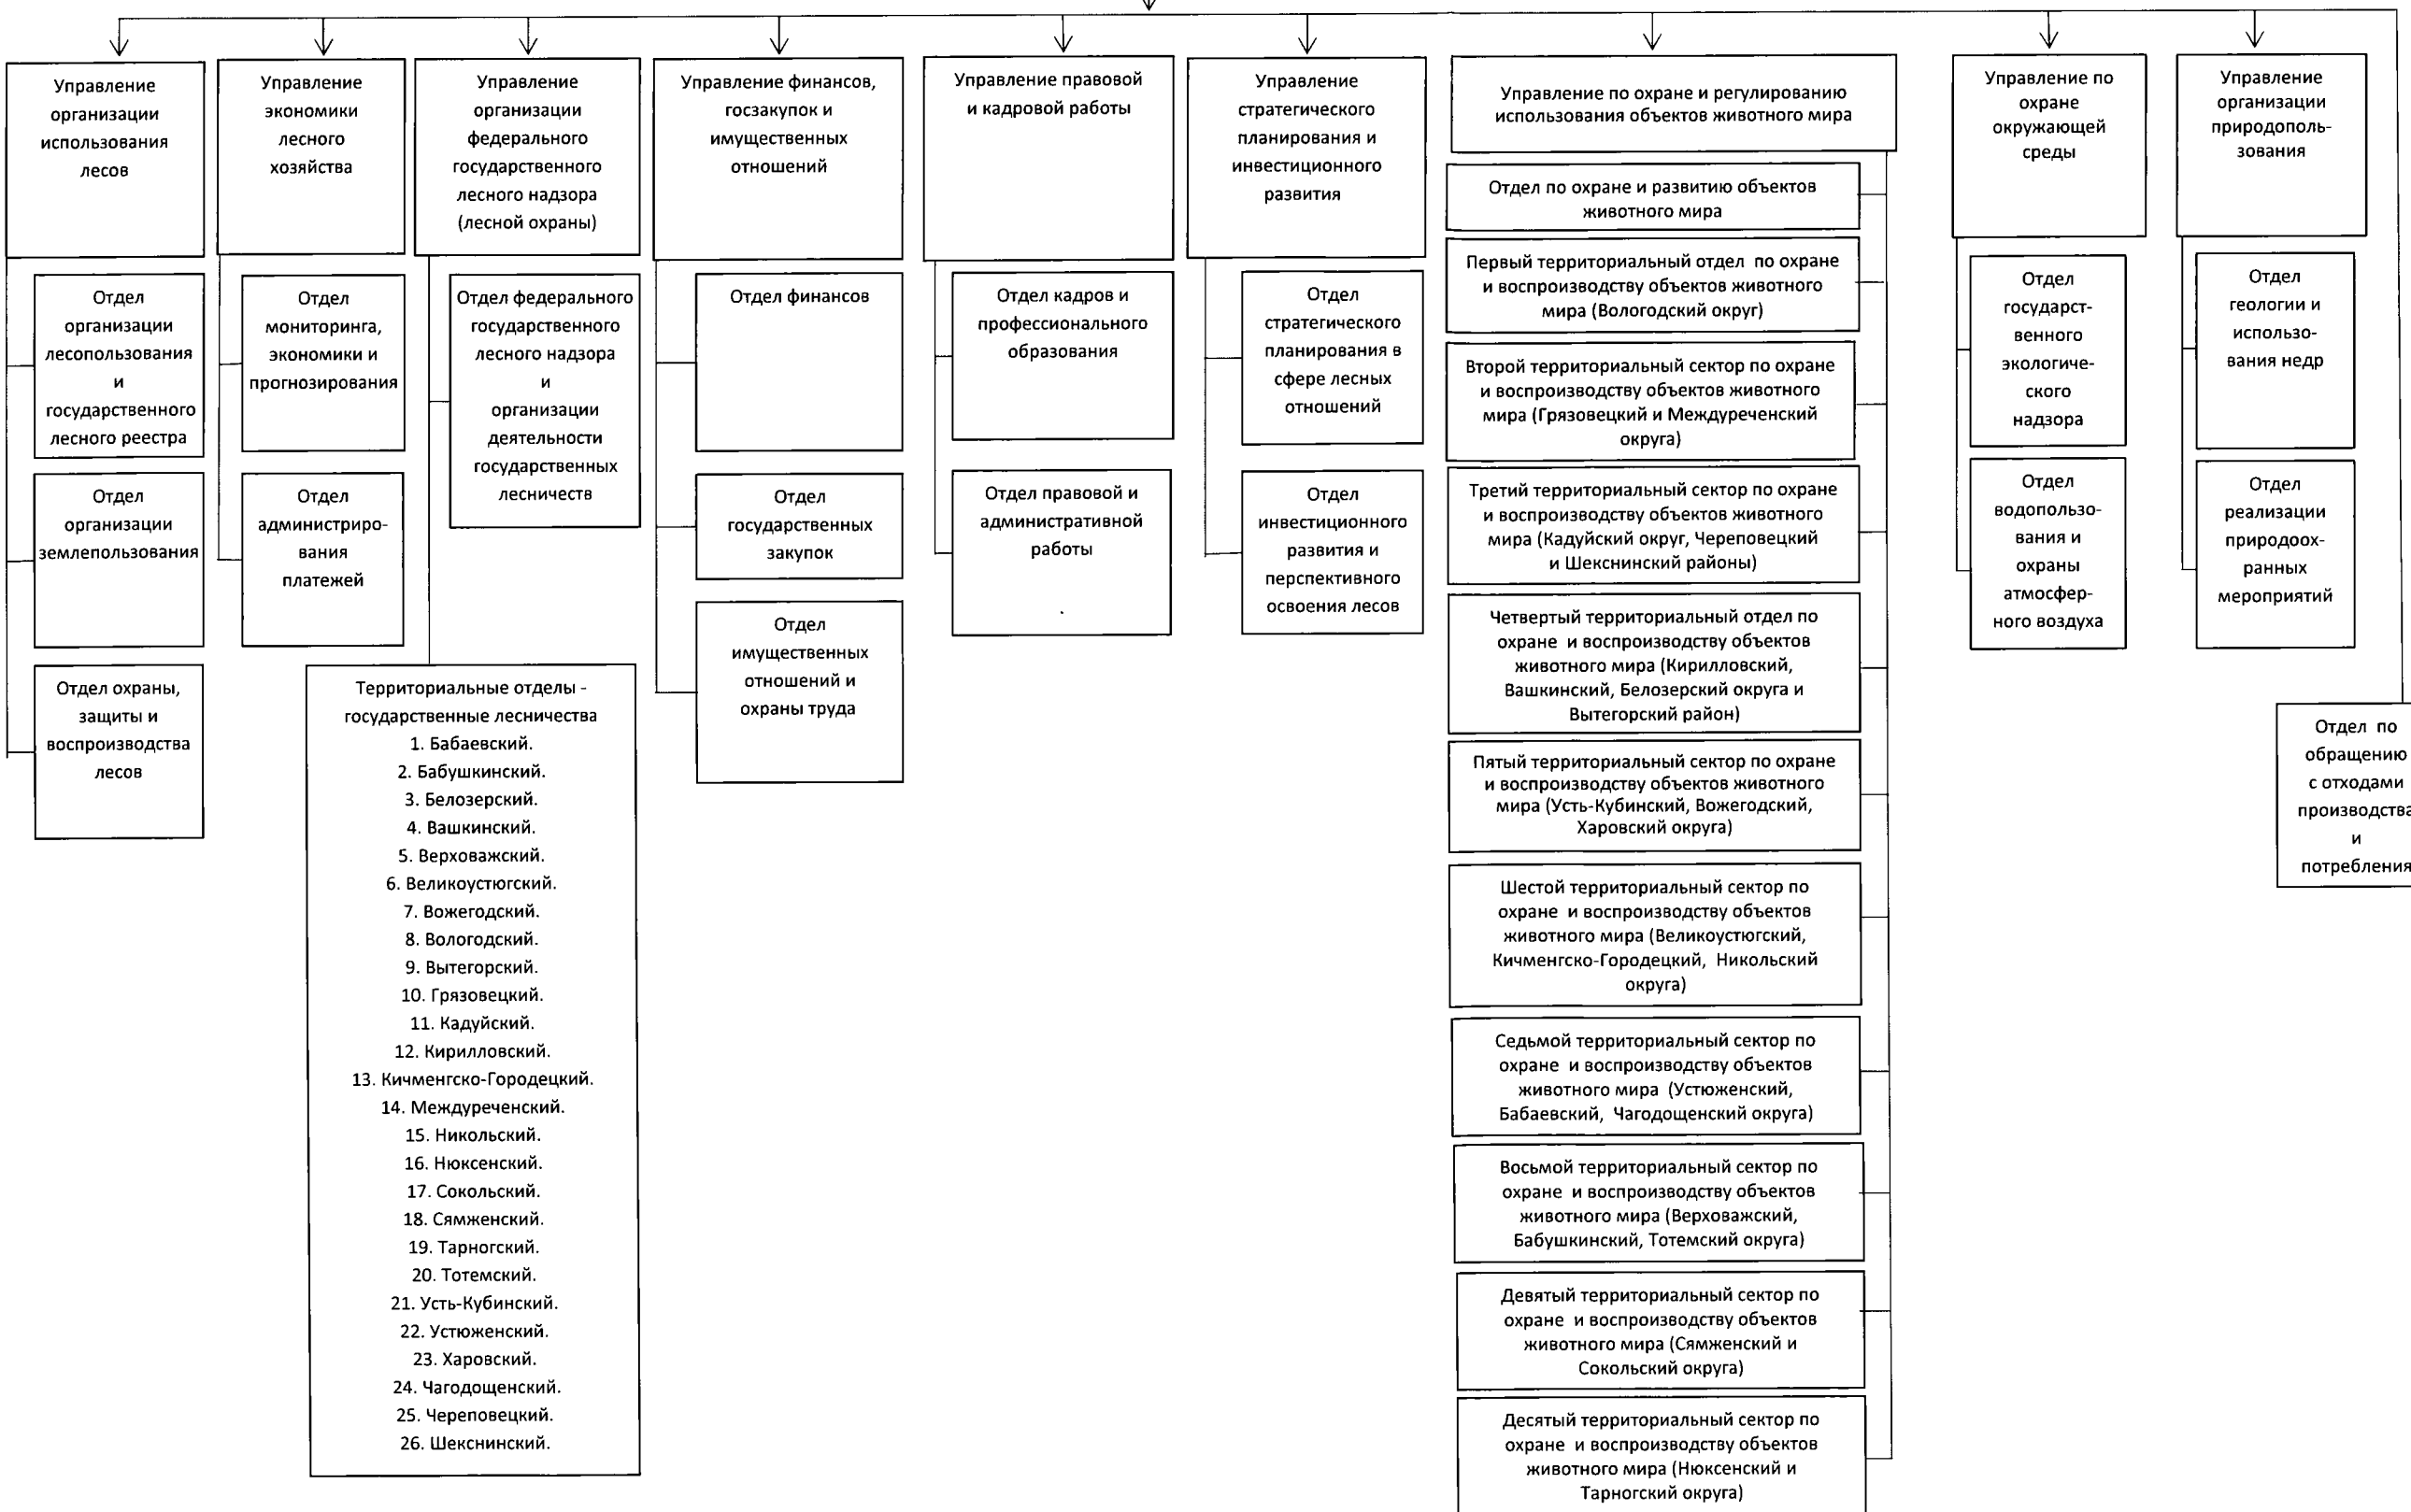 Управление
организации
использования
лесов
Отдел
организации
лесопользования
и
государственного
лесного реестра
Отдел
организации
землепользования
Отдел охраны,
защиты и
воспроизводства
лесов
Управление
экономики
лесного
хозяйства
Отдел
мониторинга,
экономики и
прогнозирования
Отдел
администриро-
вания
платежей
Управление
организации
федерального
государственного
лесного надзора
(лесной охраны)
Отдел федерального
государственного
лесного надзора
и
организации
деятельности
государственных
лесничеств
Территориальные отделы -
государственные лесничества
1. Бабаевский.
2. Бабушкинский.
3. Белозерский.
4. Вашкинский.
5. Верховажский.
6. Великоустюгский.
7. Вожегодский.
8. Вологодский.
9. Вытегорский.
10. Грязовецкий.
11. Кадуйский.
12. Кирилловский.
13. Кичменгско-Городецкий.
14. Междуреченский.
15. Никольский.
16. Нюксенский.
17. Сокольский.
18. Сямженский.
19. Тарногский.
20. Тотемский.
21. Усть-Кубинский.
22. Устюженский.
23. Харовский.
24. Чагодощенский.
25. Череповецкий.
26. Шекснинский.
Управление финансов,
госзакупок и
имущественных
отношений
Отдел финансов
Отдел
государственных
закупок
Отдел
имущественных
отношений и
охраны труда
Управление правовой
и кадровой работы
Отдел кадров и
профессионального
образования
Отдел правовой и
административной
работы
Управление
стратегического
планирования и
инвестиционного
развития
Отдел
стратегического
планирования в
сфере лесных
отношений
Отдел
инвестиционного
развития и
перспективного
освоения лесов
Управление по охране и регулированию
использования объектов животного мира
Отдел по охране и развитию объектов
животного мира
Первый территориальный отдел по охране
и воспроизводству объектов животного
мира (Вологодский округ)
Второй территориальный сектор по охране
и воспроизводству объектов животного
мира (Грязовецкий и Междуреченский
округа)
Третий территориальный сектор по охране
и воспроизводству объектов животного
мира (Кадуйский округ, Череповецкий
и Шекснинский районы)
Четвертый территориальный отдел по
охране и воспроизводству объектов
животного мира (Кирилловский,
Вашкинский, Белозерский округа и
Вытегорский район)
Пятый территориальный сектор по охране
и воспроизводству объектов животного
мира (Усть-Кубинский, Вожегодский,
Харовский округа)
Шестой территориальный сектор по
охране и воспроизводству объектов
животного мира (Великоустюгский,
Кичменгско-Городецкий, Никольский
округа)
Седьмой территориальный сектор по
охране и воспроизводству объектов
животного мира (Устюженский,
Бабаевский, Чагодощенский округа)
Восьмой территориальный сектор по
охране и воспроизводству объектов
животного мира (Верховажский,
Бабушкинский, Тотемский округа)
Девятый территориальный сектор по
охране и воспроизводству объектов
животного мира (Сямженский и
Сокольский округа)
Десятый территориальный сектор по
охране и воспроизводству объектов
животного мира (Нюксенский и
Тарногский округа)
Управление по
охране
окружающей
среды
Отдел
государст-
венного
экологиче-
ского
надзора
Отдел
водопользо-
вания и
охраны
атмосфер-
ного воздуха
Управление
организации
природополь-
зования
Отдел
геологии и
использо-
вания недр
Отдел
реализации
природоох-
ранных
мероприятий
Отдел по
обращению
с отходами
производства
и
потребления